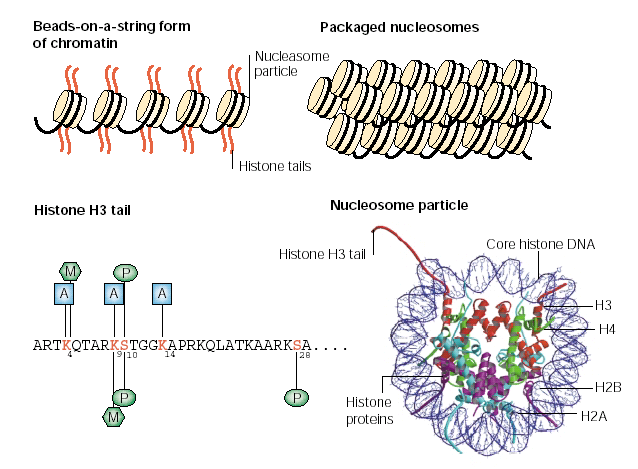 Beads-on-a-string form
of chromatin
Packaged nucleosomes
Nucleasome
particle
Histone tails
Histone H3 tail
Nucleosome particle
Histone H3 tail
Core histone DNA
M
P
A
A
A
H3
H4
ARTKQTARKSTGGKAPRKQLATKAARKSA....
4
9
10
14
28
P
M
P
Histone
proteins
H2B
H2A